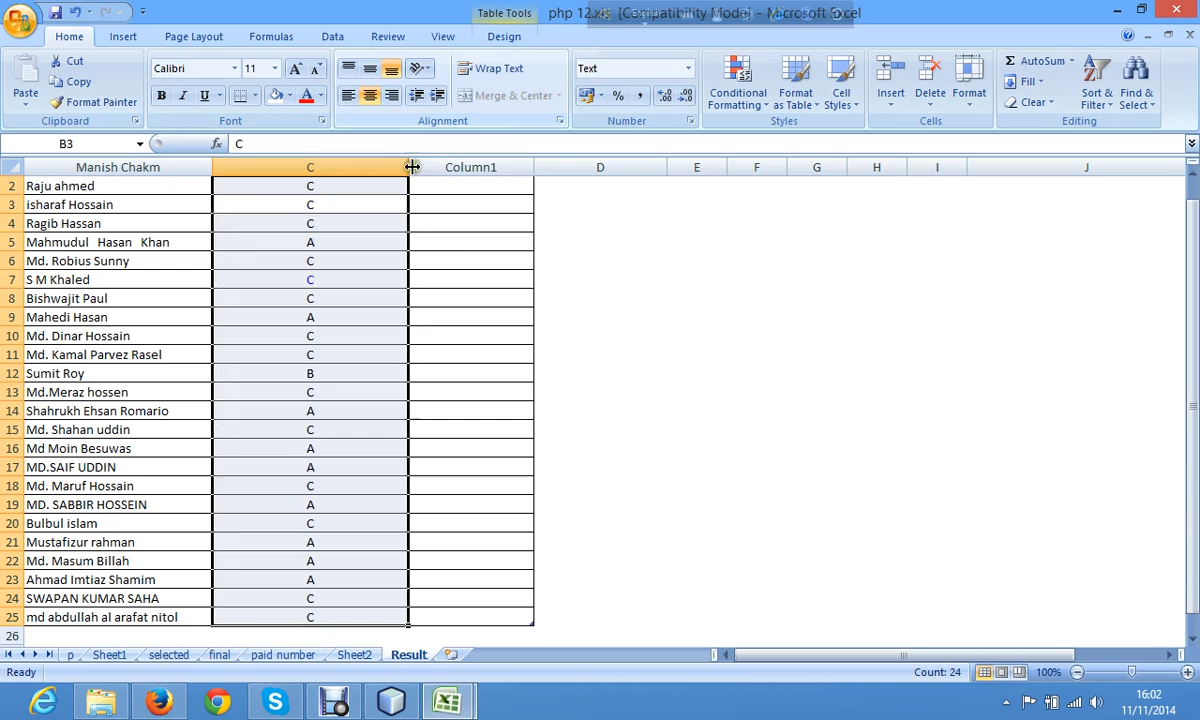 php 12.xls [Compatibility Mode] - Microsoft Excel
Table Tools
Home Insert Page Layout Formulas Data Review View Design
Paste
Cut
Copy
Format Painter
Clipboard
Calibri 11
B I U
Font
Wrap Text
Merge & Center
Alignment
Text
Number
Conditional Formatting
Format as Table
Cell Styles
Styles
Insert Delete Format
Cells
AutoSum
Fill
Clear
Sort & Filter
Find & Select
Editing
B3 fx C
Manish Chakm C Column1 D E F G H I J
2 Raju ahmed C
3 isharaf Hossain C
4 Ragib Hassan C
5 Mahmudul Hasan Khan A
6 Md. Robius Sunny C
7 S M Khaled C
8 Bishwajit Paul C
9 Mahedi Hasan A
10 Md. Dinar Hossain C
11 Md. Kamal Parvez Rasel C
12 Sumit Roy B
13 Md.Meraz hossen C
14 Shahrukh Ehsan Romario A
15 Md. Shahan uddin C
16 Md Moin Besuwas A
17 MD.SAIF UDDIN A
18 Md. Maruf Hossain C
19 MD. SABBIR HOSSEIN A
20 Bulbul islam C
21 Mustafizur rahman A
22 Md. Masum Billah A
23 Ahmad Imtiaz Shamim A
24 SWAPAN KUMAR SAHA C
25 md abdullah al arafat nitol C
26
p Sheet1 selected final paid number Sheet2 Result
Ready Count: 24 100%
16:02
11/11/2014